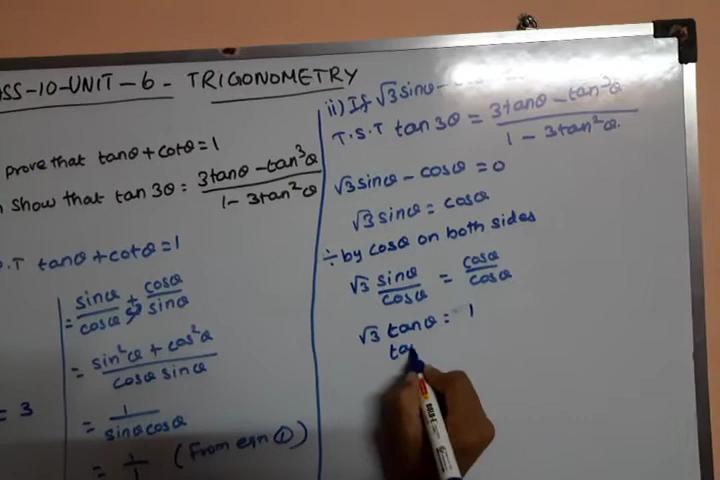 SS-10-UNIT-6 - TRIGONOMETRY
prove that tanθ + cotθ = 1
show that tan 3θ = 3tanθ - tan³θ / 1 - 3tan²θ
.T tanθ + cotθ = 1
= sinθ/cosθ + cosθ/sinθ
= sin²θ + cos²θ / cosθ sinθ
= 3
= 1 / sinθcosθ
= 1/1 (from eqn ①)
ii) If √3 sinθ -
T.S.T tan 3θ = 3tanθ - tan³θ / 1 - 3tan²θ.
√3 sinθ - cosθ = 0
√3 sinθ = cosθ
÷ by cosθ on both sides
√3 sinθ/cosθ = cosθ/cosθ
√3 tanθ = 1
ta